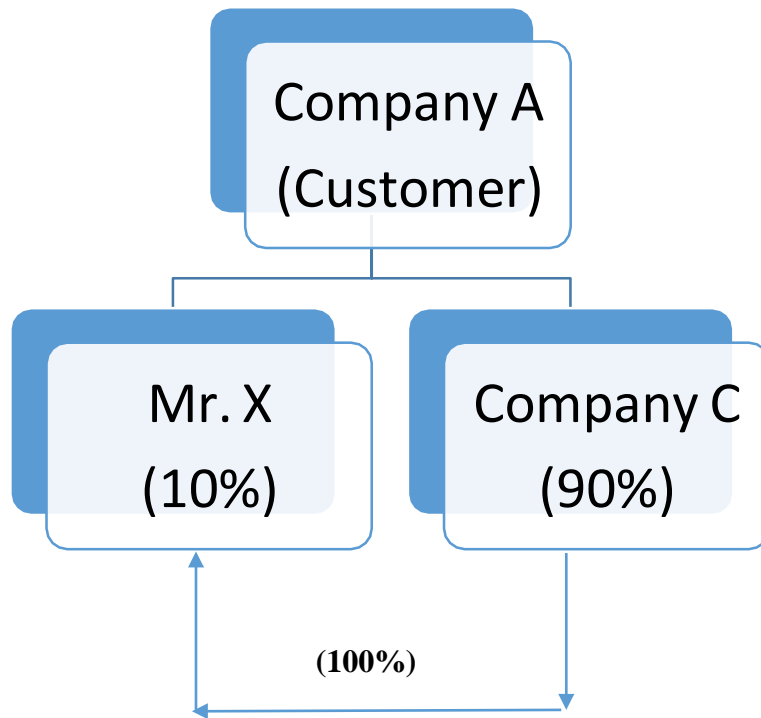 Company A
(Customer)
Mr. X
(10%)
Company C
(90%)
(100%)